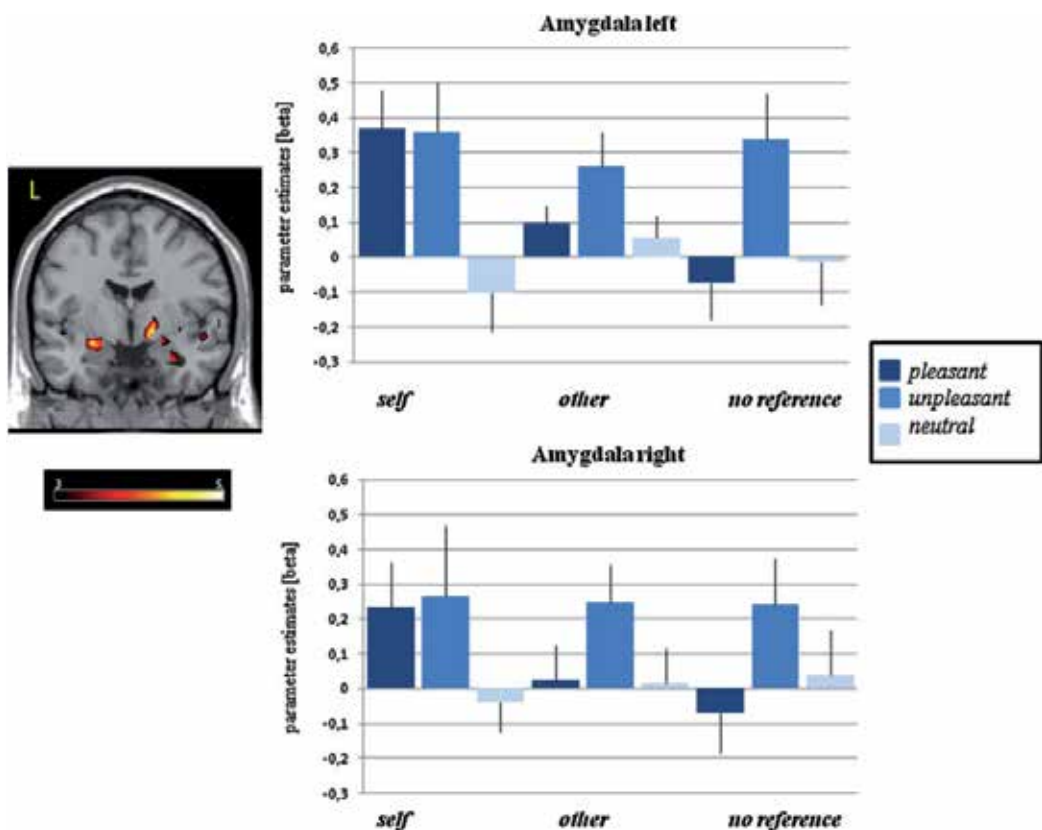 Amygdala left
parameter estimates [beta]
0,6
0,5
0,4
0,3
0,2
0,1
0
-0,1
-0,2
-0,3
self other no reference
L
3 5
pleasant
unpleasant
neutral
Amygdala right
parameter estimates [beta]
0,6
0,5
0,4
0,3
0,2
0,1
0
-0,1
-0,2
-0,3
self other no reference